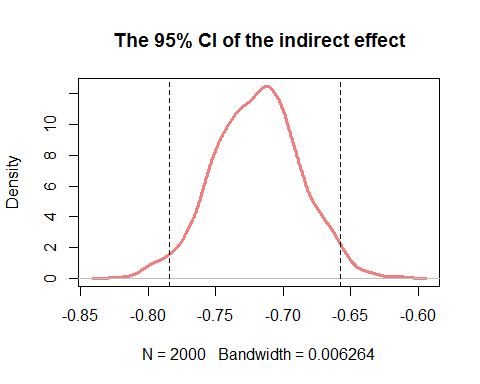 The 95% CI of the indirect effect
Density
10
8
6
4
2
0
-0.85 -0.80 -0.75 -0.70 -0.65 -0.60
N = 2000 Bandwidth = 0.006264